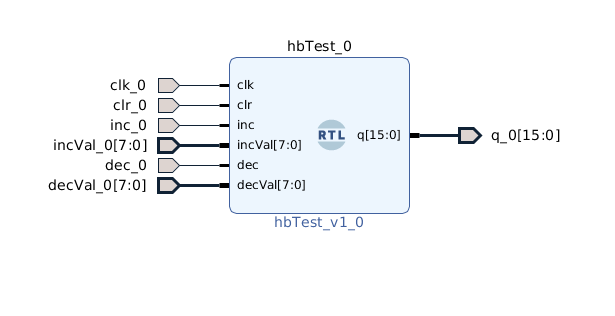 hbTest_0
clk_0 clk
clr_0 clr
inc_0 inc
incVal_0[7:0] incVal[7:0]
dec_0 dec
decVal_0[7:0] decVal[7:0]
RTL q[15:0] q_0[15:0]
hbTest_v1_0